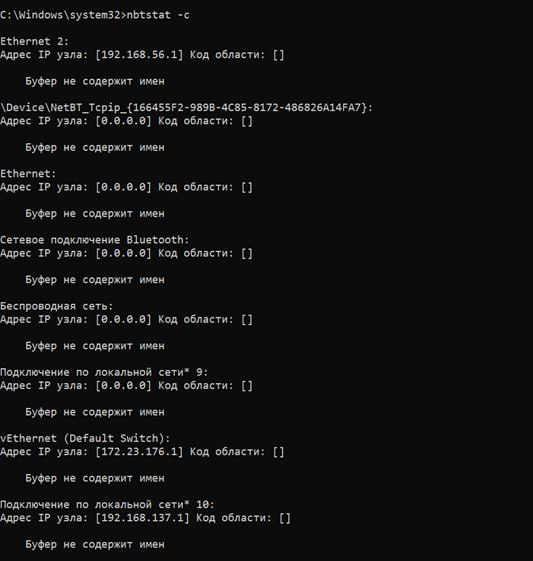 C:\Windows\system32>nbtstat -c
Ethernet 2:
Адрес IP узла: [192.168.56.1] Код области: []
Буфер не содержит имен
\Device\NetBT_Tcpip_{166455F2-989B-4C85-8172-486826A14FA7}:
Адрес IP узла: [0.0.0.0] Код области: []
Буфер не содержит имен
Ethernet:
Адрес IP узла: [0.0.0.0] Код области: []
Буфер не содержит имен
Сетевое подключение Bluetooth:
Адрес IP узла: [0.0.0.0] Код области: []
Буфер не содержит имен
Беспроводная сеть:
Адрес IP узла: [0.0.0.0] Код области: []
Буфер не содержит имен
Подключение по локальной сети* 9:
Адрес IP узла: [0.0.0.0] Код области: []
Буфер не содержит имен
vEthernet (Default Switch):
Адрес IP узла: [172.23.176.1] Код области: []
Буфер не содержит имен
Подключение по локальной сети* 10:
Адрес IP узла: [192.168.137.1] Код области: []
Буфер не содержит имен